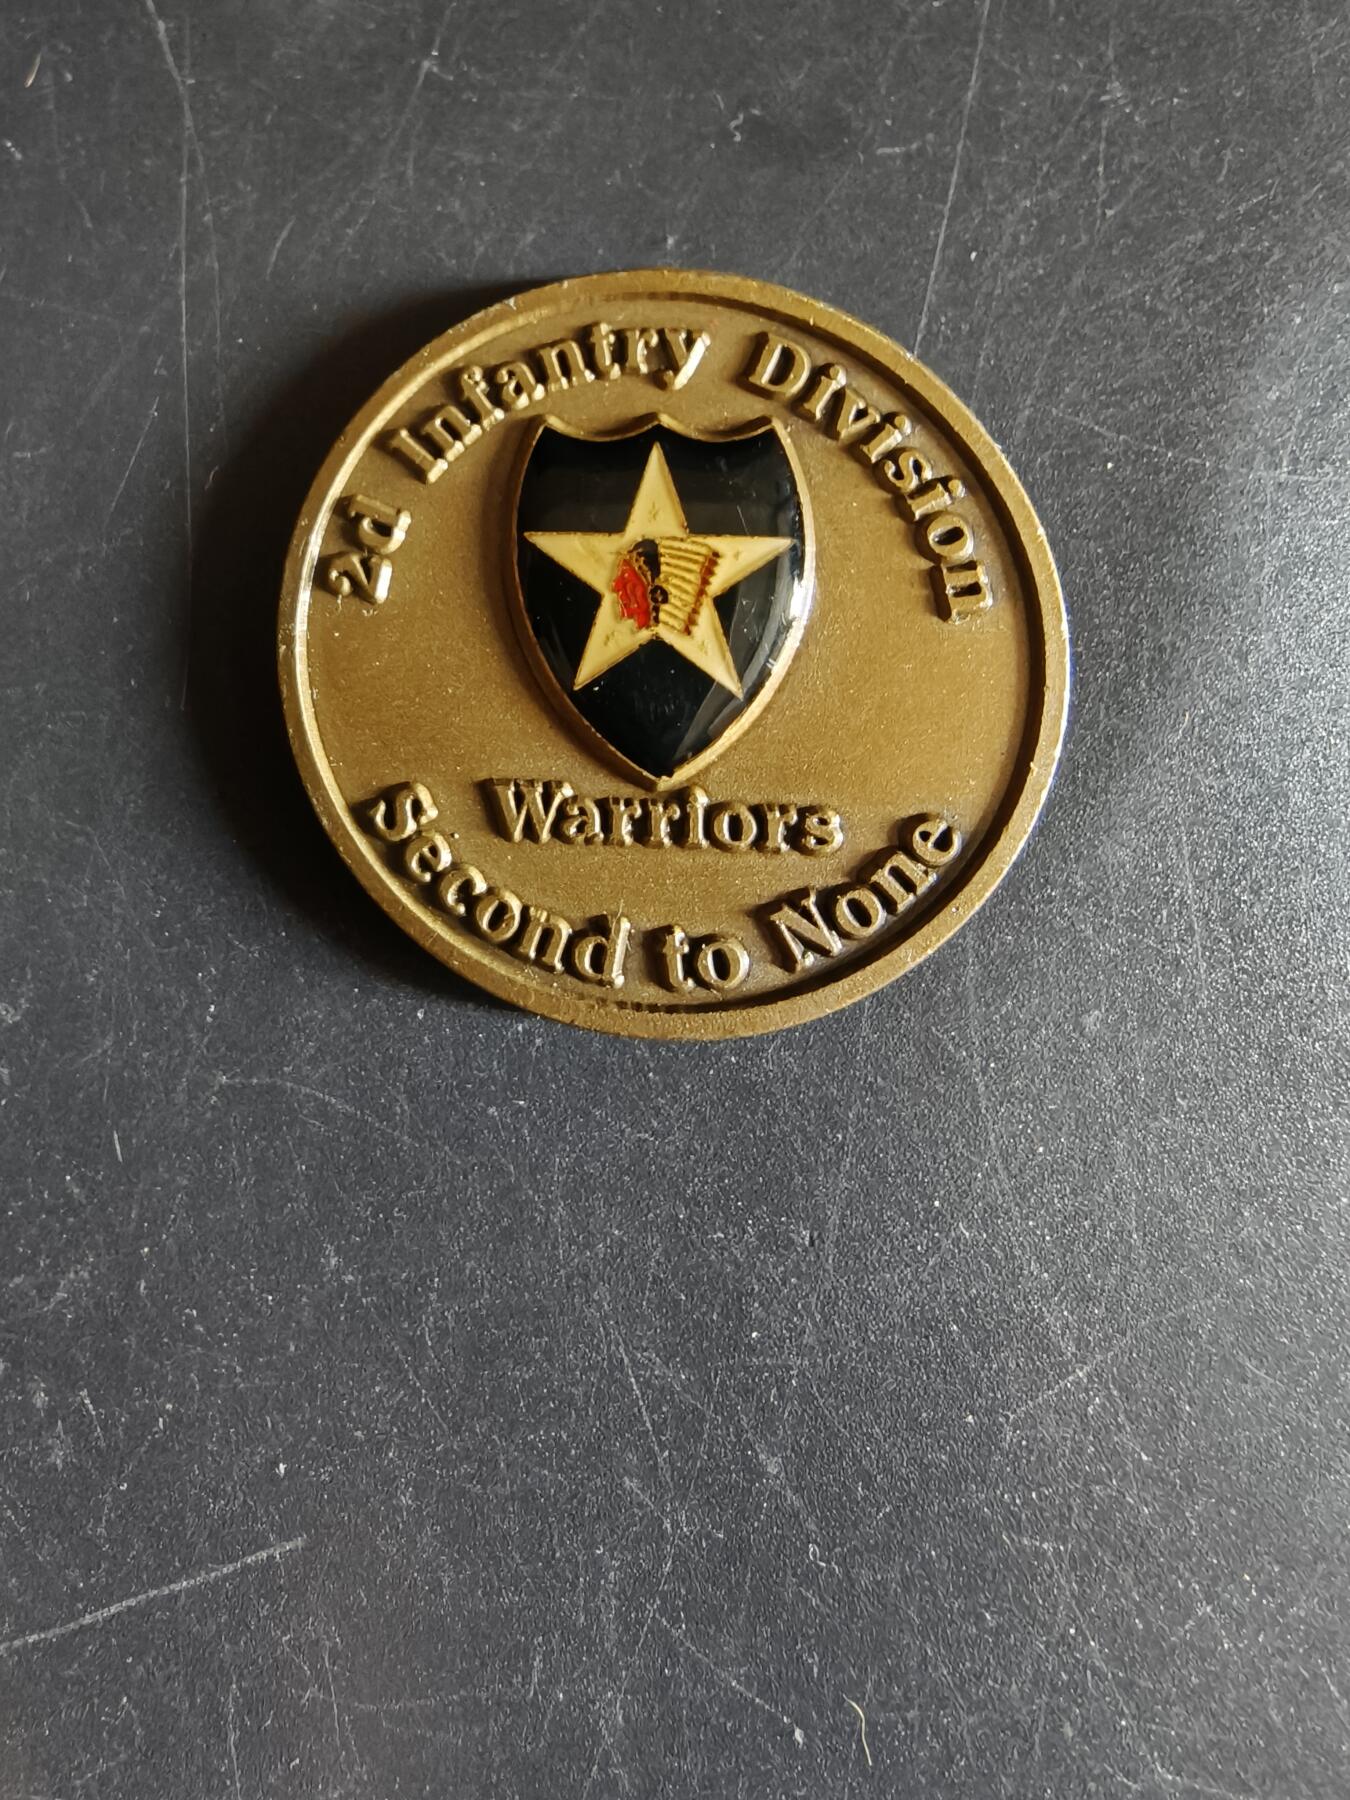 2d Infantry Division
Warriors
Second to None